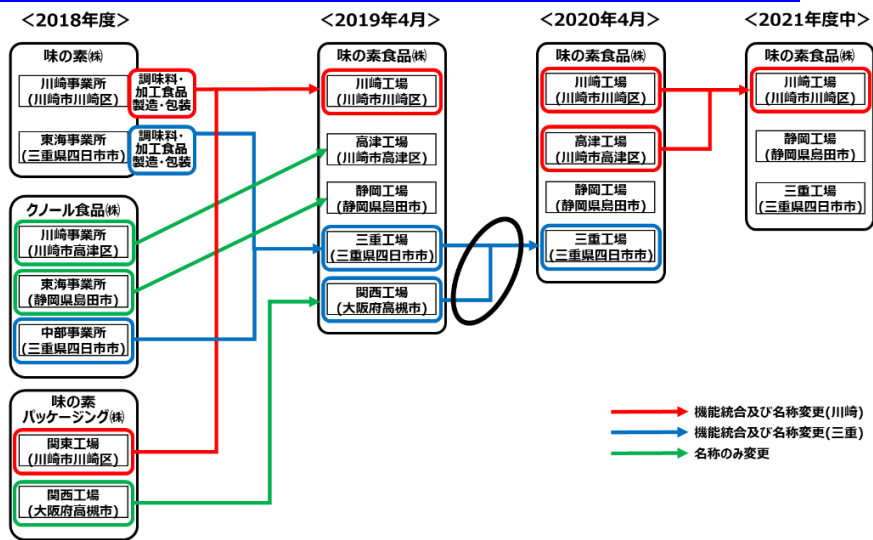 ＜2018年度＞
＜2019年4月＞
＜2020年4月＞
＜2021年度中＞
味の素㈱
川崎事業所
(川崎市川崎区)
調味料・
加工食品
製造・包装
東海事業所
(三重県四日市市)
調味料・
加工食品
製造・包装
クノール食品㈱
川崎事業所
(川崎市高津区)
東海事業所
(静岡県島田市)
中部事業所
(三重県四日市市)
味の素
パッケージング㈱
関東工場
(川崎市川崎区)
関西工場
(大阪府高槻市)
味の素食品㈱
川崎工場
(川崎市川崎区)
高津工場
(川崎市高津区)
静岡工場
(静岡県島田市)
三重工場
(三重県四日市市)
関西工場
(大阪府高槻市)
味の素食品㈱
川崎工場
(川崎市川崎区)
高津工場
(川崎市高津区)
静岡工場
(静岡県島田市)
三重工場
(三重県四日市市)
味の素食品㈱
川崎工場
(川崎市川崎区)
静岡工場
(静岡県島田市)
三重工場
(三重県四日市市)
機能統合及び名称変更(川崎)
機能統合及び名称変更(三重)
名称のみ変更